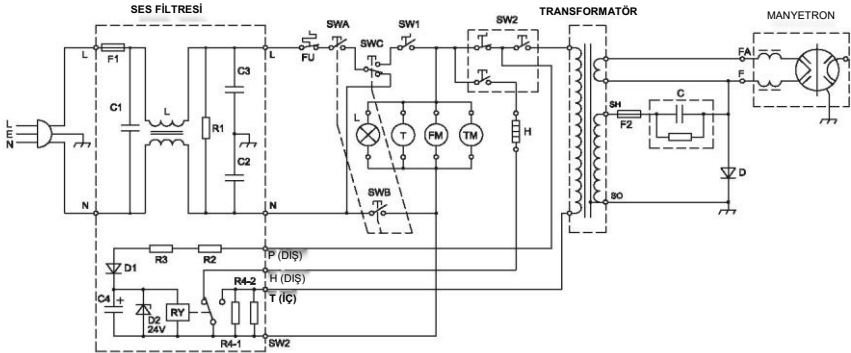 SES FİLTRESİ
TRANSFORMATÖR
MANYETRON
L
F1
L
FU
SWA
SWC
SW1
SW2
FA
F
C1
L
R1
C3
C2
L
E
N
L
T
FM
TM
H
SH
F2
C
D
SO
N
N
SWB
R3
R2
P (DIŞ)
D1
H (DIŞ)
R4-2
T (İÇ)
C4
+
D2
24V
RY
R4-1
SW2